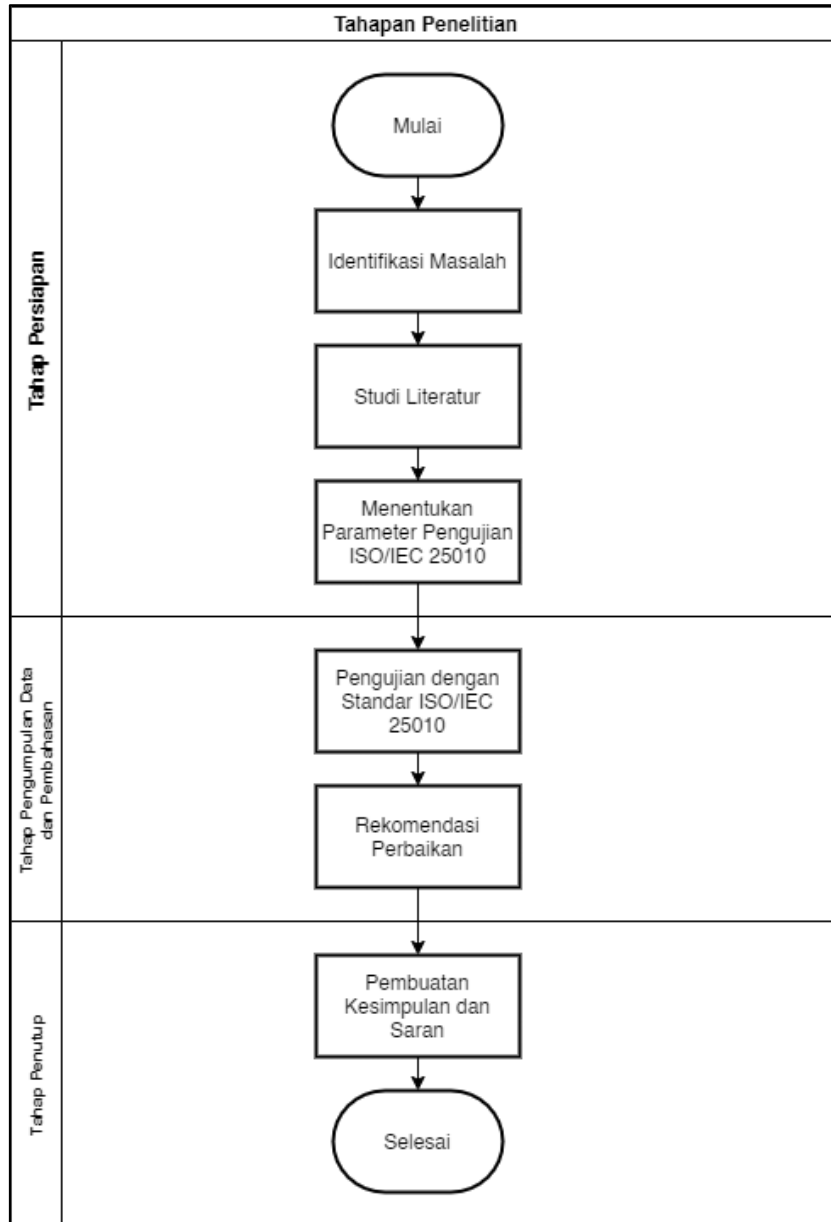 Tahapan Penelitian
Tahap Persiapan
Mulai
Identifikasi Masalah
Studi Literatur
Menentukan
Parameter Pengujian
ISO/IEC 25010
Tahap Pengumpulan Data
dan Pembahasan
Pengujian dengan
Standar ISO/IEC
25010
Rekomendasi
Perbaikan
Tahap Penutup
Pembuatan
Kesimpulan dan
Saran
Selesai